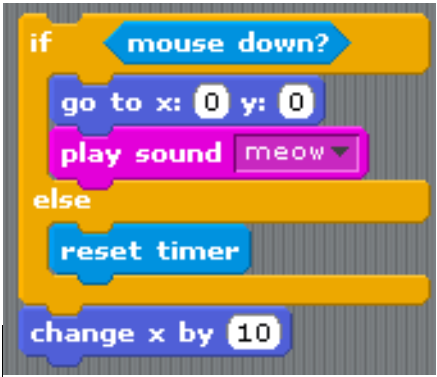 if mouse down?
go to x: 0 y: 0
play sound meow
else
reset timer
change x by 10